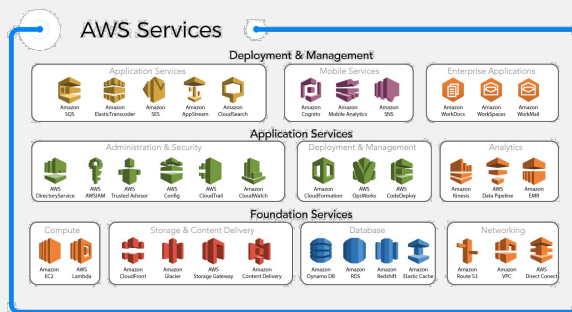 AWS Services
Deployment & Management
Application Services
Mobile Services
Enterprise Applications
Amazon SQS
Amazon ElasticTranscoder
Amazon SES
Amazon AppStream
Amazon CloudSearch
Amazon Cognito
Amazon Mobile Analytics
Amazon SNS
Amazon WorkDocs
Amazon WorkSpaces
Amazon WorkMail
Application Services
Administration & Security
Deployment & Management
Analytics
AWS DirectoryService
AWS AWSIAM
AWS Trusted Advisor
AWS Config
AWS CloudTrail
Amazon CloudWatch
Amazon CloudFormation
AWS OpsWorks
AWS CodeDeploy
Amazon Kinesis
AWS Data Pipeline
Amazon EMR
Foundation Services
Compute
Storage & Content Delivery
Database
Networking
Amazon EC2
AWS Lambda
Amazon CloudFront
Amazon Glacier
AWS Storage Gateway
Amazon Content Delivery
Amazon Dynamo DB
Amazon RDS
Amazon Redshift
Amazon Elastic Cache
Amazon Route 53
Amazon VPC
AWS Direct Conect